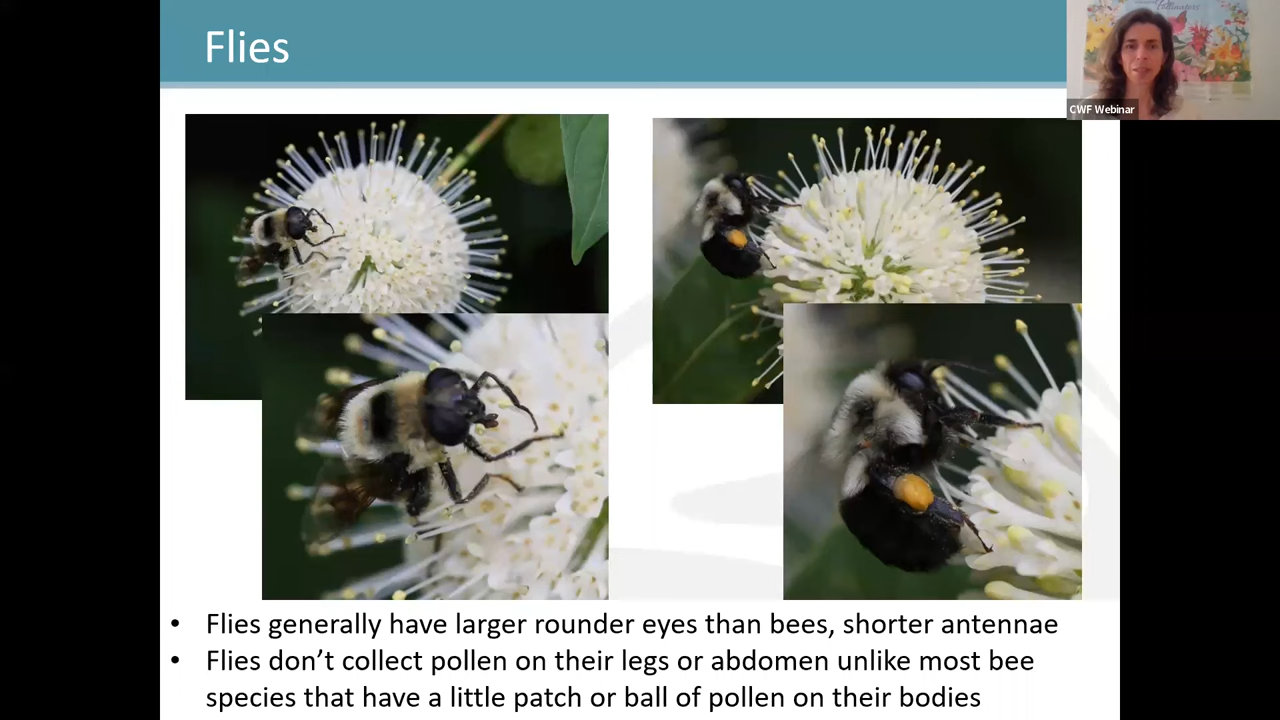 Flies
CWF Webinar
• Flies generally have larger rounder eyes than bees, shorter antennae
• Flies don’t collect pollen on their legs or abdomen unlike most bee
species that have a little patch or ball of pollen on their bodies